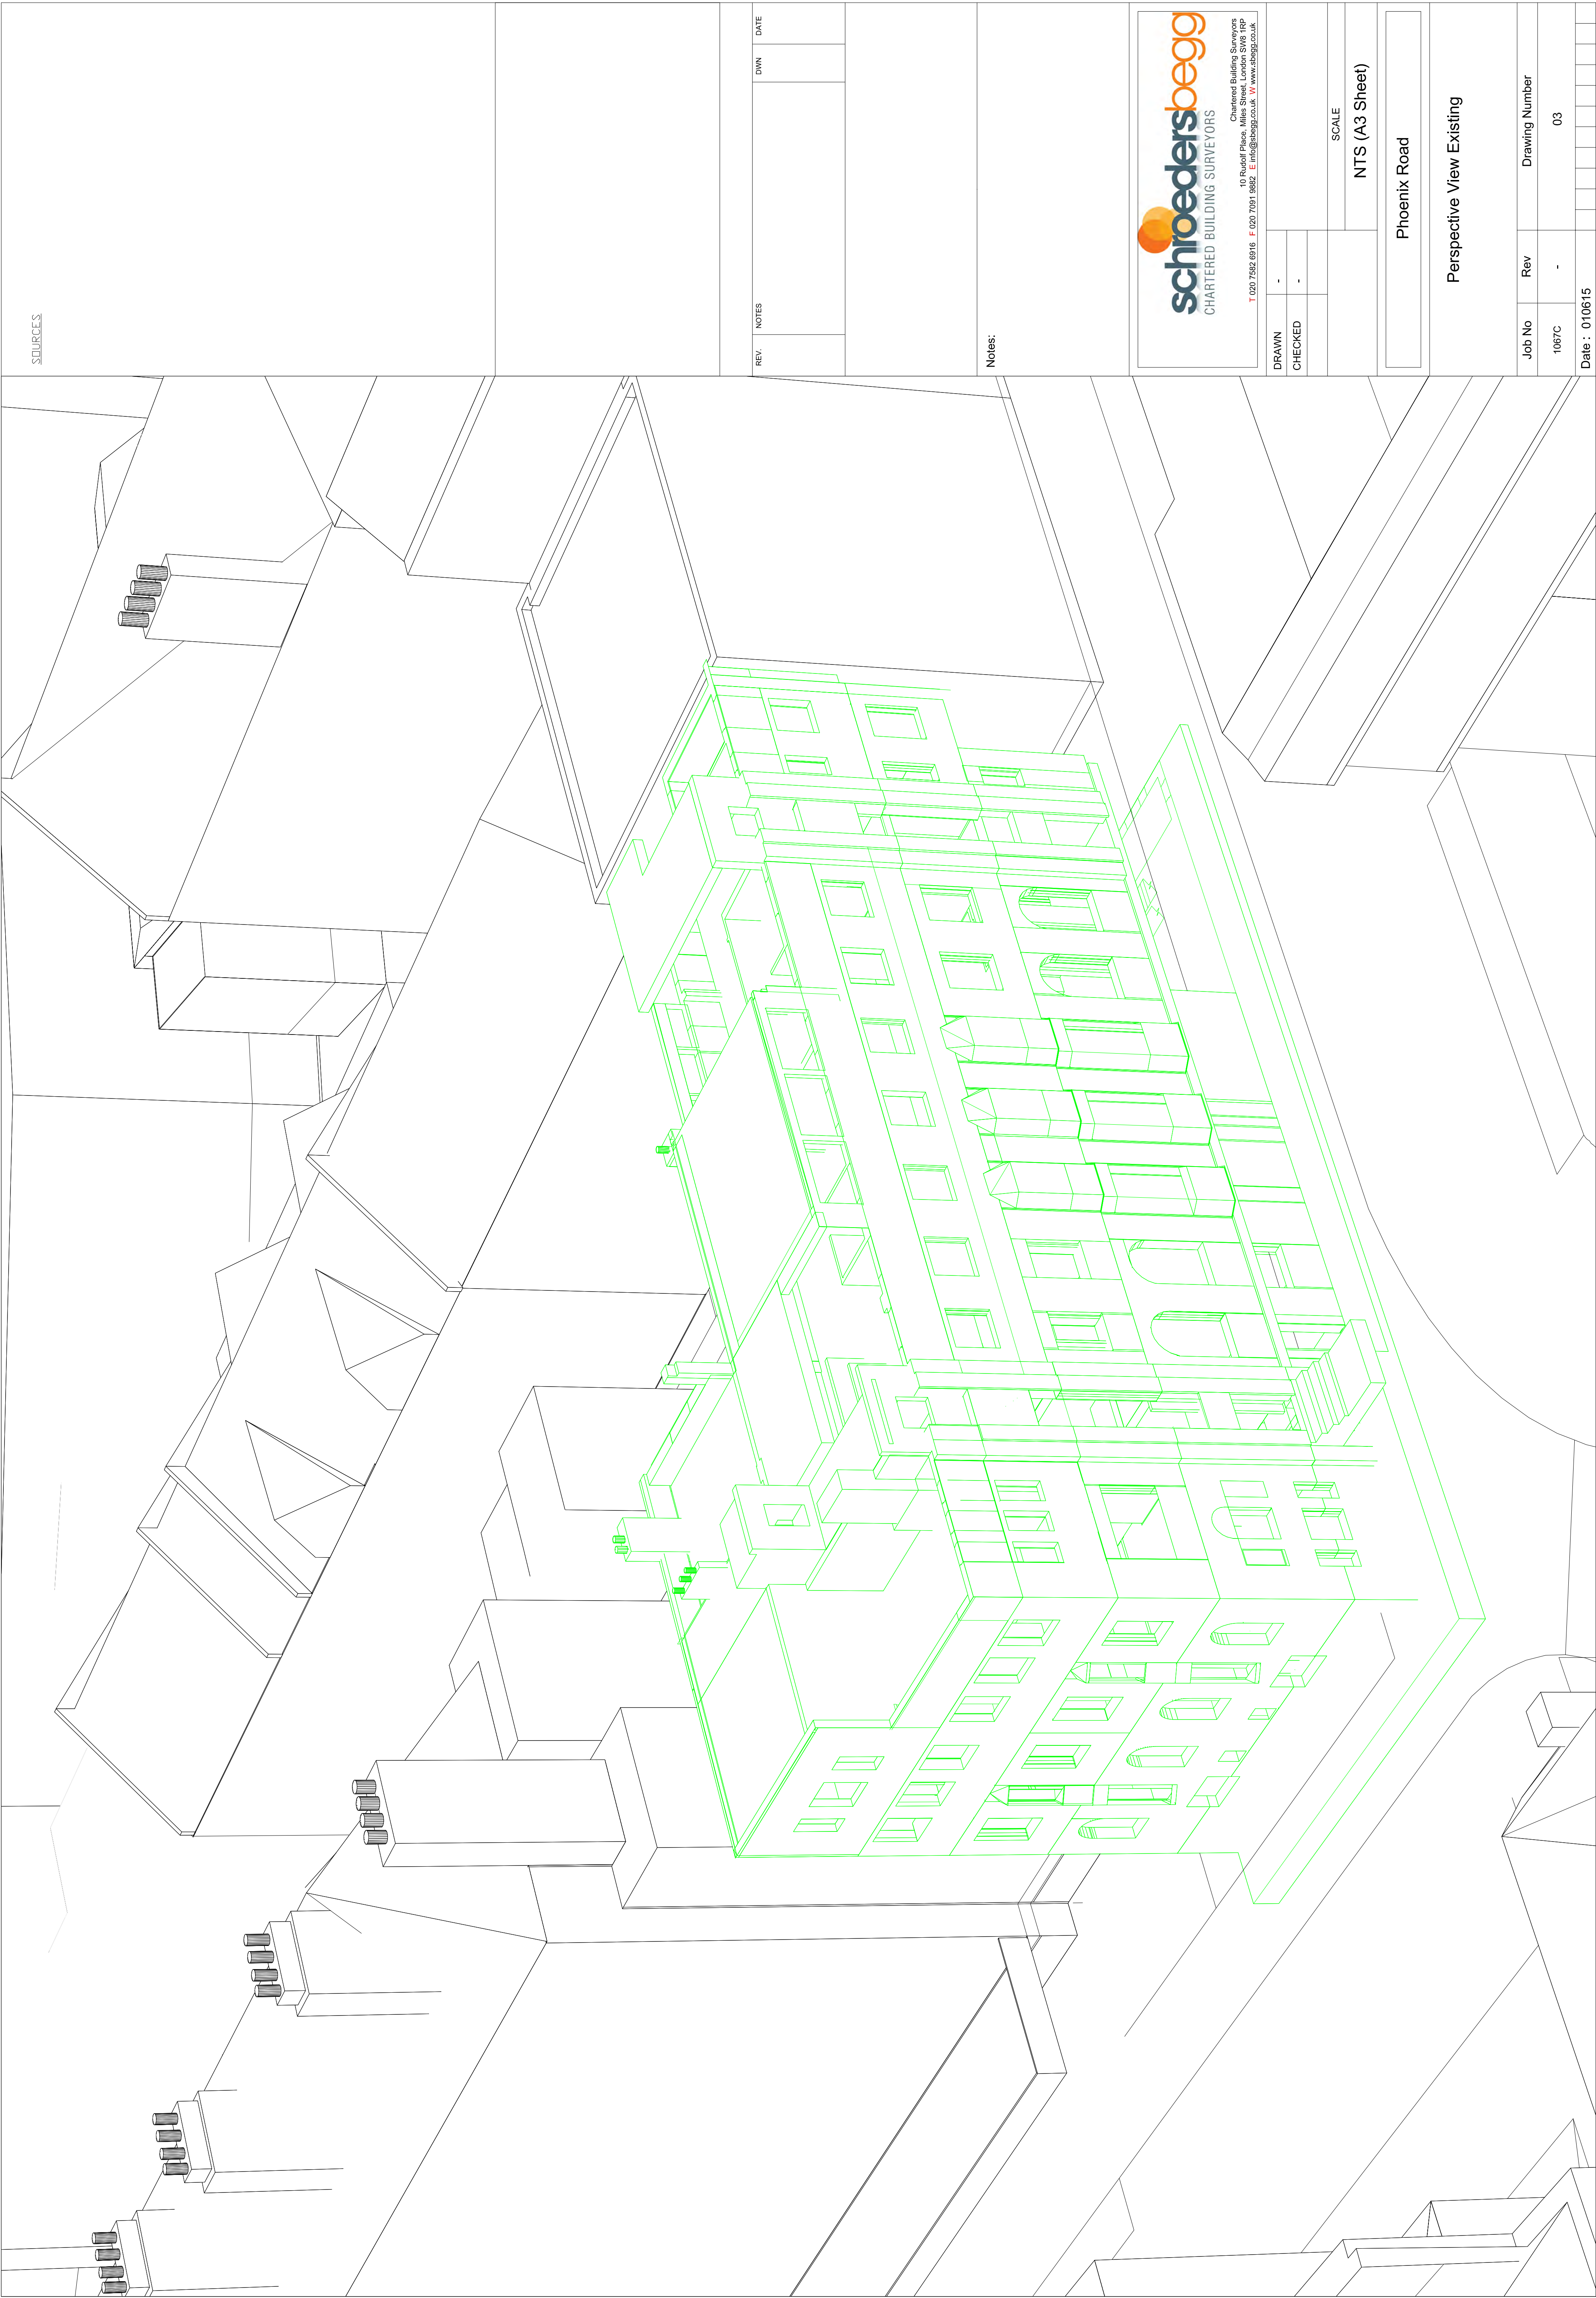 SOURCES
REV. NOTES DWN DATE
Notes:
schroedersbegg
CHARTERED BUILDING SURVEYORS
Chartered Building Surveyors
10 Rudolf Place, Miles Street, London SW8 1RP
T 020 7582 6916 F 020 7091 9882 E info@sbegg.co.uk W www.sbegg.co.uk
DRAWN -
CHECKED -
SCALE
NTS (A3 Sheet)
Phoenix Road
Perspective View Existing
Job No Rev Drawing Number
1067C - 03
Date : 010615